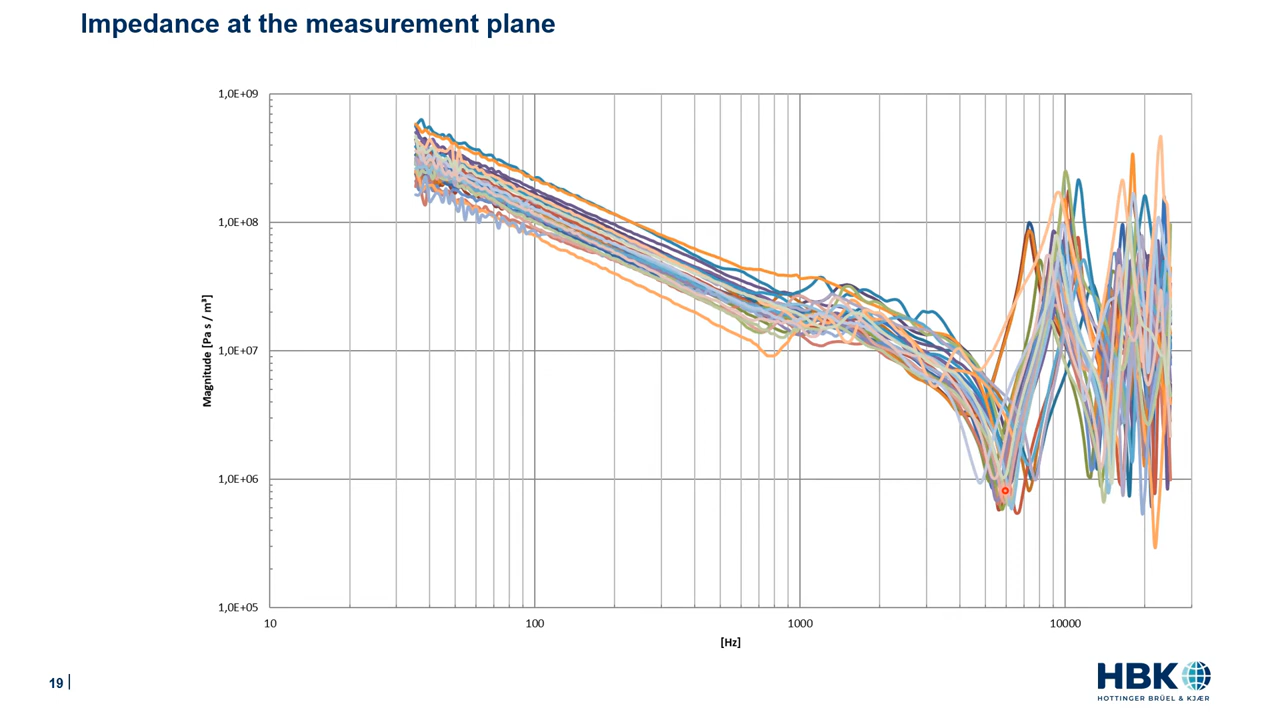 Impedance at the measurement plane
1,0E+09
1,0E+08
1,0E+07
1,0E+06
1,0E+05
Magnitude [Pa s / m³]
10
100
1000
10000
[Hz]
19
HBK
HOTTINGER BRÜEL & KJÆR